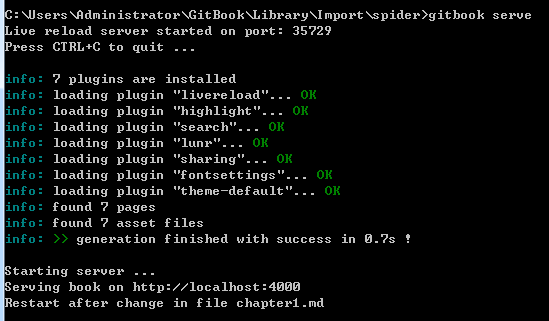 C:\Users\Administrator\GitBook\Library\Import\spider>gitbook serve
Live reload server started on port: 35729
Press CTRL+C to quit ...
info: 7 plugins are installed
info: loading plugin "livereload"... OK
info: loading plugin "highlight"... OK
info: loading plugin "search"... OK
info: loading plugin "lunr"... OK
info: loading plugin "sharing"... OK
info: loading plugin "fontsettings"... OK
info: loading plugin "theme-default"... OK
info: found 7 pages
info: found 7 asset files
info: >> generation finished with success in 0.7s !
Starting server ...
Serving book on http://localhost:4000
Restart after change in file chapter1.md